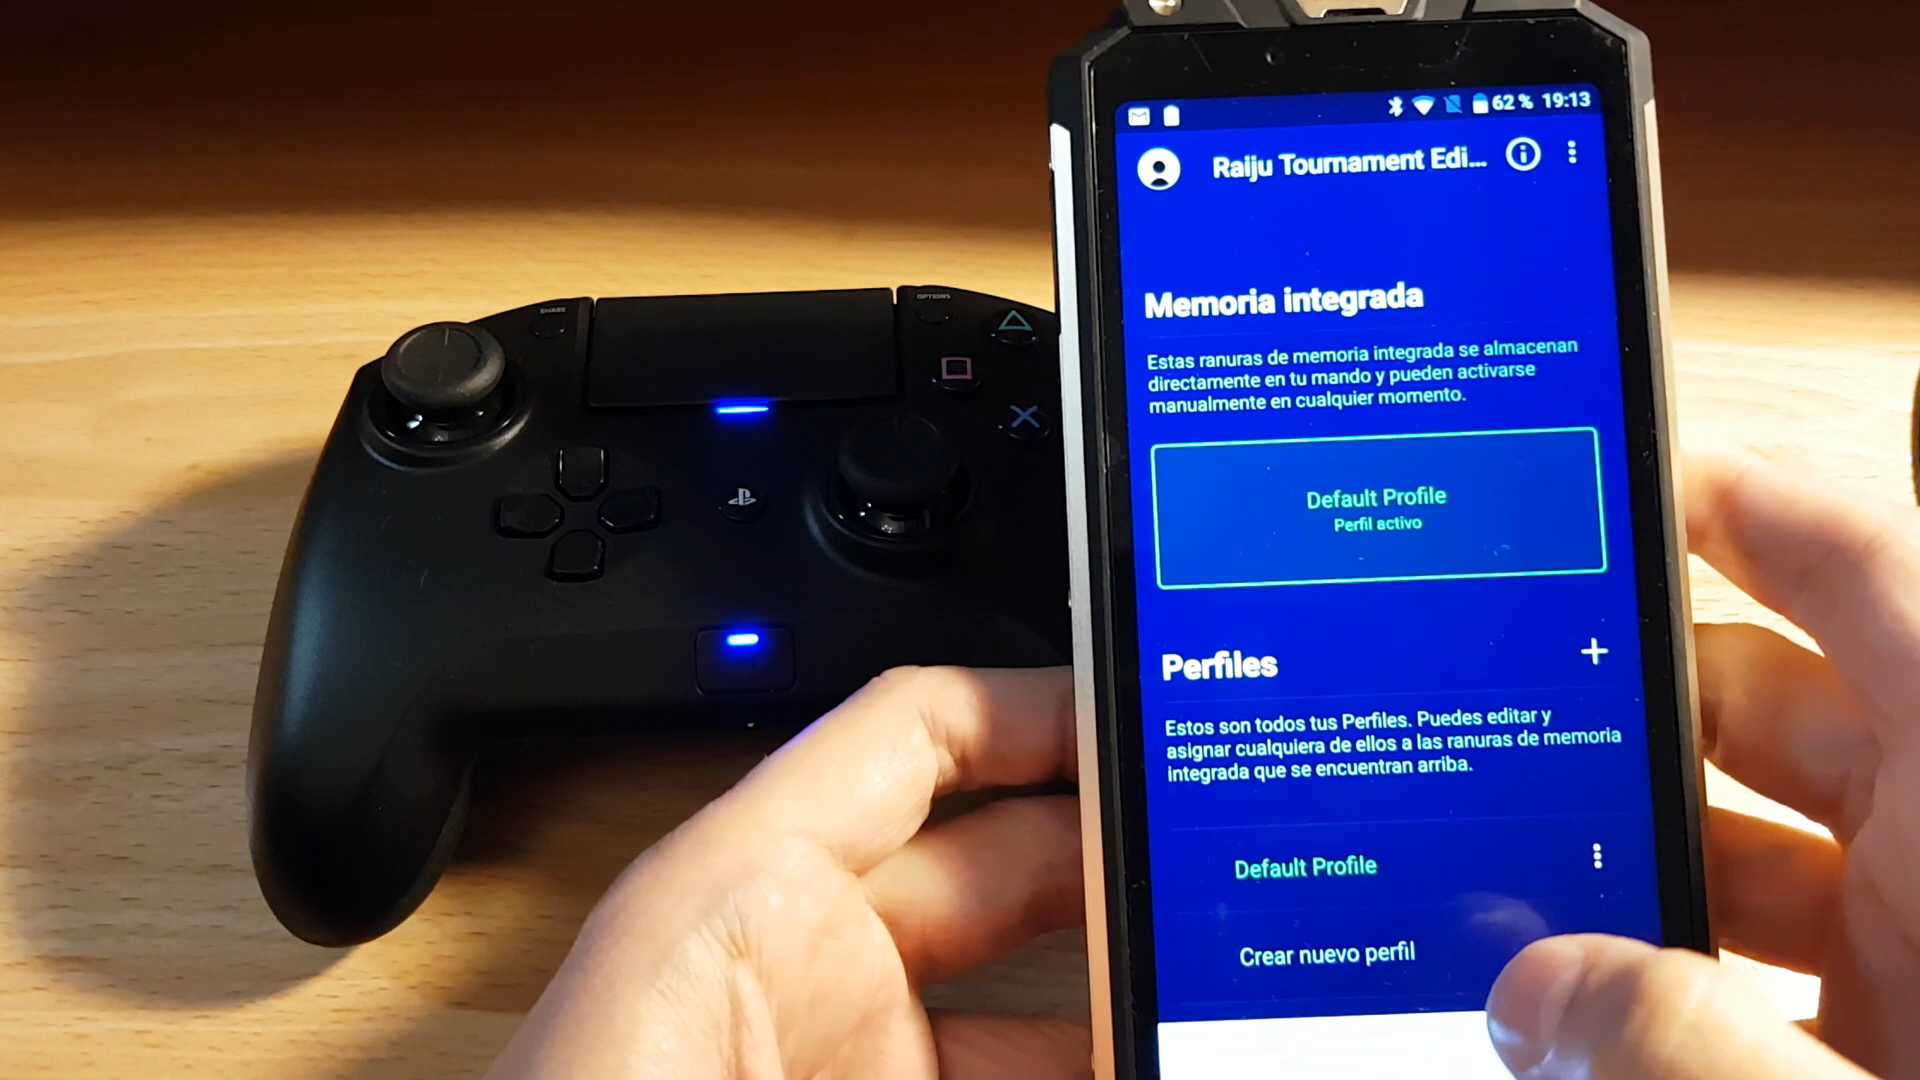 SHARE
OPTIONS
62 % 19:13
Raiju Tournament Edi...
Memoria integrada
Estas ranuras de memoria integrada se almacenan
directamente en tu mando y pueden activarse
manualmente en cualquier momento.
Default Profile
Perfil activo
Perfiles
Estos son todos tus Perfiles. Puedes editar y
asignar cualquiera de ellos a las ranuras de memoria
integrada que se encuentran arriba.
Default Profile
Crear nuevo perfil